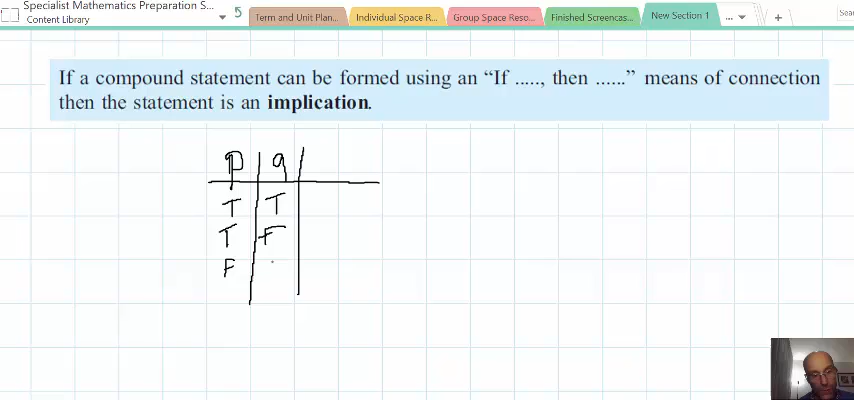 Specialist Mathematics Preparation S...
Content Library
5
Term and Unit Plan...
Individual Space R...
Group Space Reso...
Finished Screencas...
New Section 1
...
+
Sear
If a compound statement can be formed using an “If ....., then ......” means of connection
then the statement is an implication.
p q
T T
T F
F